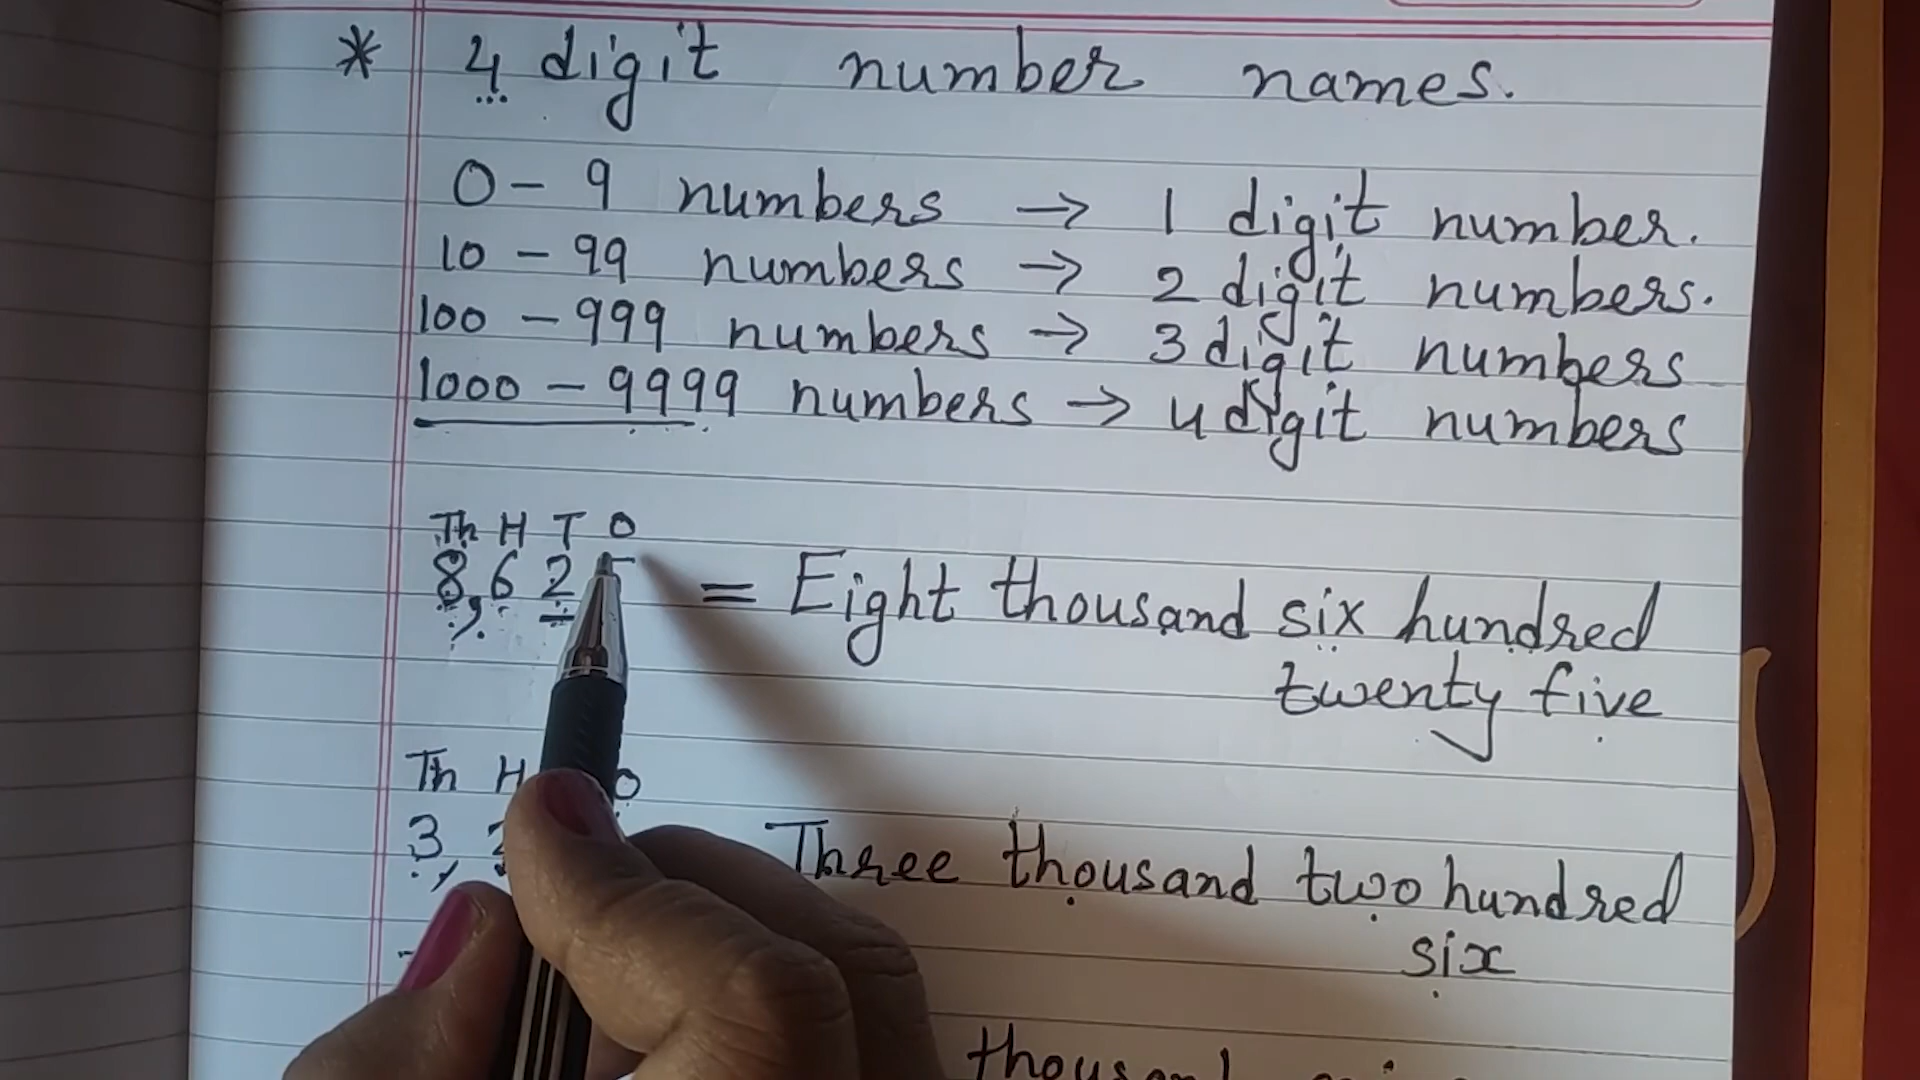 * 4 digit number names.
0 - 9 numbers → 1 digit number.
10 - 99 numbers → 2 digit numbers.
100 - 999 numbers → 3 digit numbers
1000 - 9999 numbers → 4 digit numbers
Th H T O
8,625 = Eight thousand six hundred
twenty five
Th H O
3, 2 Three thousand two hundred
six
thousand